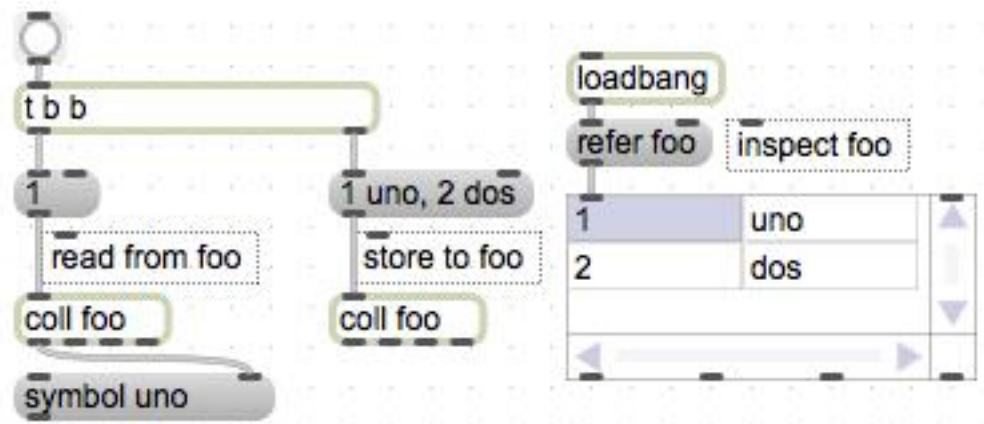 t b b
1
1 uno, 2 dos
read from foo
store to foo
coll foo
coll foo
symbol uno
loadbang
refer foo
inspect foo
1 uno
2 dos